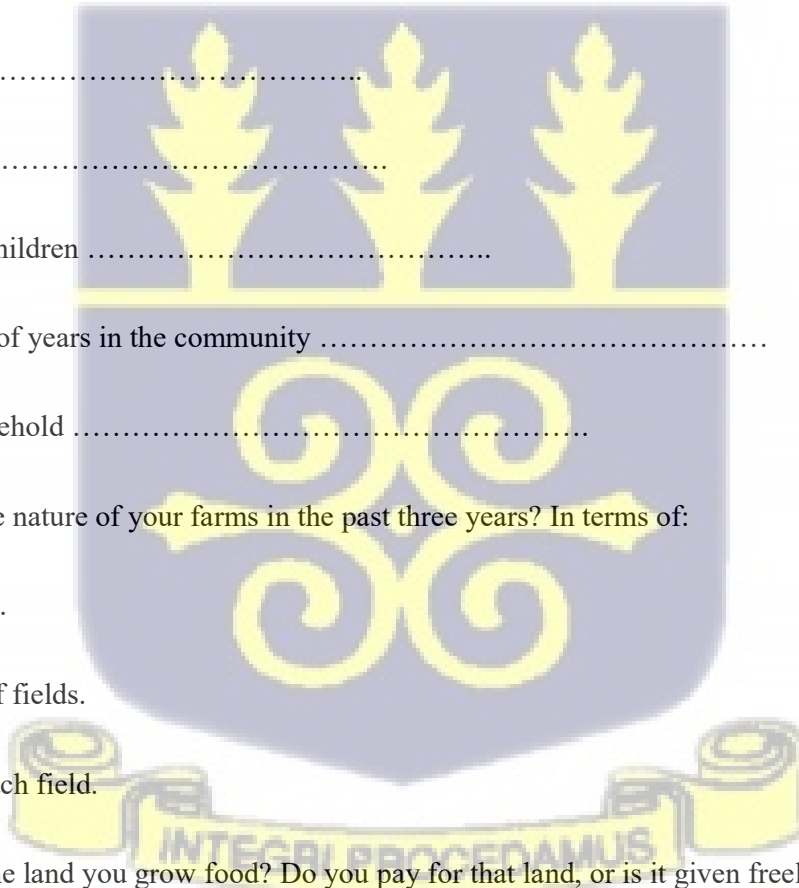 …………………………………..
…………………………………….
hildren …………………………………..
of years in the community ……………………………………
ehold ……………………………………………….
e nature of your farms in the past three years? In terms of:
.
f fields.
ch field.
INTEGRI PROCEDAMUS
e land you grow food? Do you pay for that land, or is it given freel